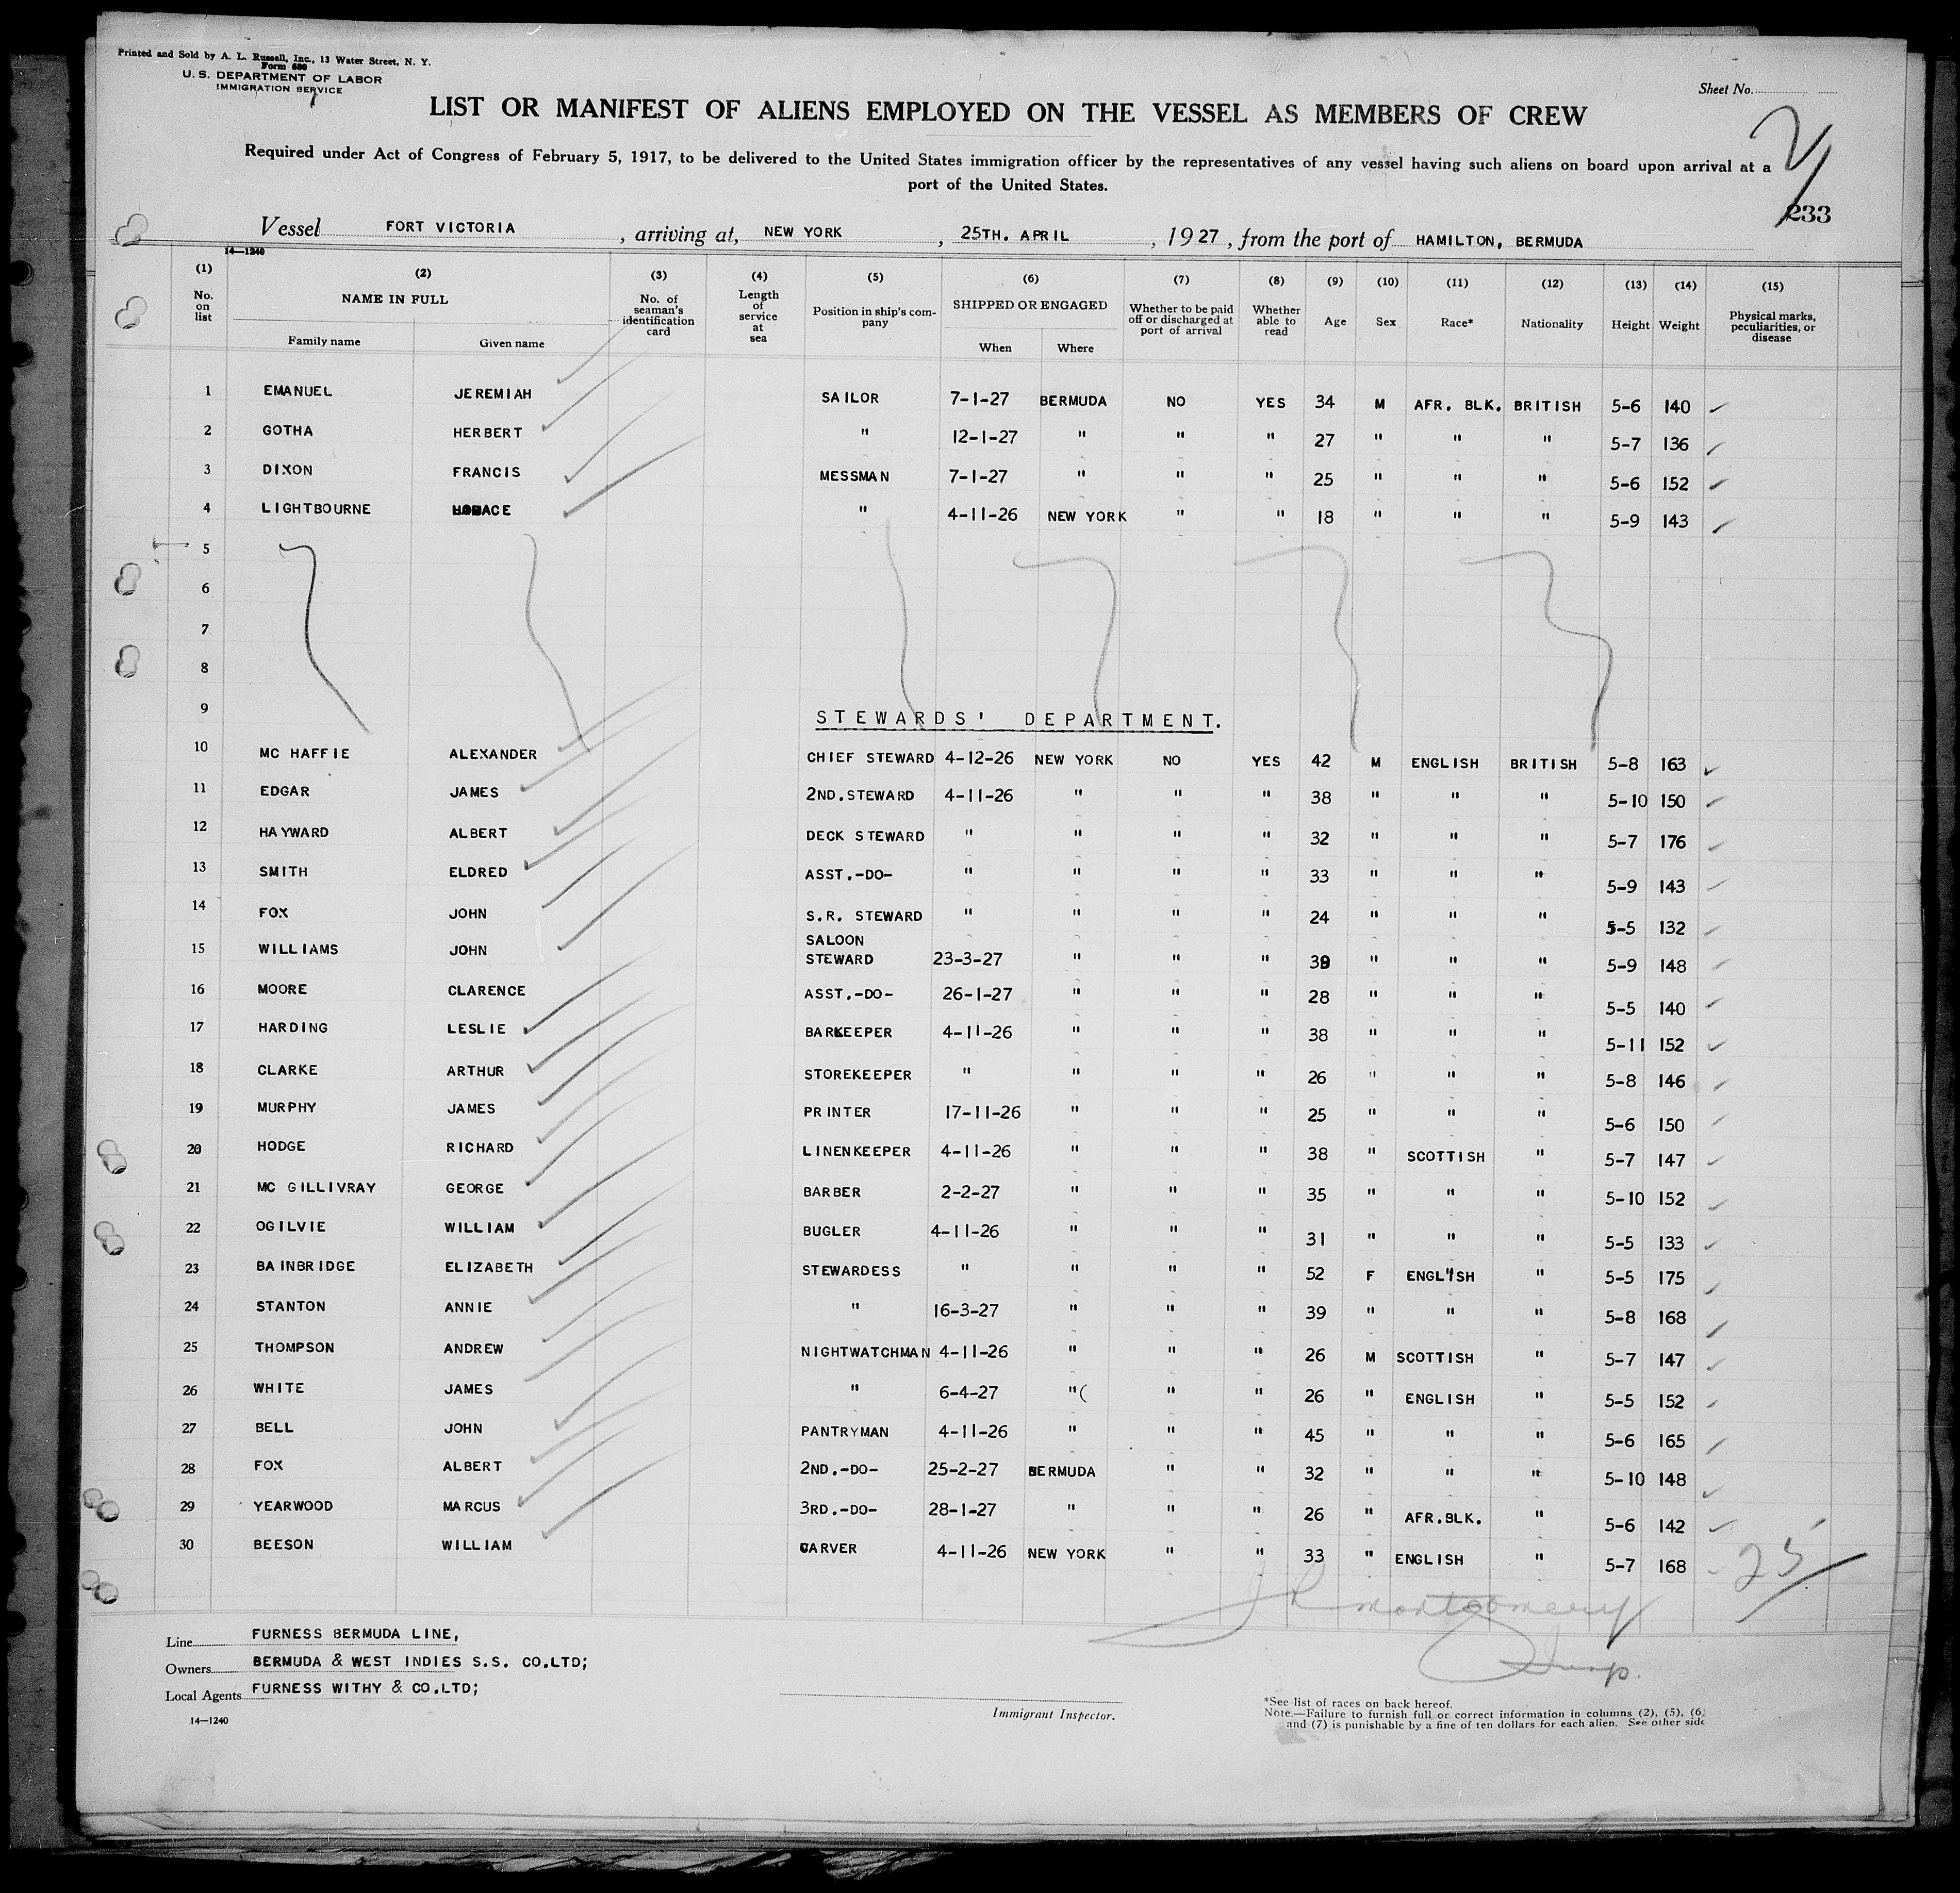 Printed and Sold by A. L. Russell, Inc., 13 Water Street, N. Y.
Form 680
U. S. DEPARTMENT OF LABOR
IMMIGRATION SERVICE
Sheet No.
LIST OR MANIFEST OF ALIENS EMPLOYED ON THE VESSEL AS MEMBERS OF CREW
Required under Act of Congress of February 5, 1917, to be delivered to the United States immigration officer by the representatives of any vessel having such aliens on board upon arrival at a
port of the United States.
233
Vessel FORT VICTORIA, arriving at, NEW YORK, 25TH. APRIL, 1927, from the port of HAMILTON, BERMUDA
14—1240
(1) (2) (3) (4) (5) (6) (7) (8) (9) (10) (11) (12) (13) (14) (15)
No. on list NAME IN FULL Family name Given name No. of seaman's identification card Length of service at sea Position in ship's company SHIPPED OR ENGAGED When Where Whether to be paid off or discharged at port of arrival Whether able to read Age Sex Race* Nationality Height Weight Physical marks, peculiarities, or disease
1 EMANUEL JEREMIAH SAILOR 7-1-27 BERMUDA NO YES 34 M AFR. BLK. BRITISH 5-6 140
2 GOTHA HERBERT " 12-1-27 " " " 27 " " " 5-7 136
3 DIXON FRANCIS MESSMAN 7-1-27 " " " 25 " " " 5-6 152
4 LIGHTBOURNE HORACE " 4-11-26 NEW YORK " " 18 " " " 5-9 143
5
6
7
8
9 STEWARDS' DEPARTMENT.
10 MC HAFFIE ALEXANDER CHIEF STEWARD 4-12-26 NEW YORK NO YES 42 M ENGLISH BRITISH 5-8 163
11 EDGAR JAMES 2ND.STEWARD 4-11-26 " " " 38 " " " 5-10 150
12 HAYWARD ALBERT DECK STEWARD " " " " 32 " " " 5-7 176
13 SMITH ELDRED ASST.-DO- " " " " 33 " " " 5-9 143
14 FOX JOHN S.R. STEWARD " " " " 24 " " " 5-5 132
15 WILLIAMS JOHN SALOON STEWARD 23-3-27 " " " 39 " " " 5-9 148
16 MOORE CLARENCE ASST.-DO- 26-1-27 " " " 28 " " " 5-5 140
17 HARDING LESLIE BARKEEPER 4-11-26 " " " 38 " " " 5-11 152
18 CLARKE ARTHUR STOREKEEPER " " " " 26 " " " 5-8 146
19 MURPHY JAMES PRINTER 17-11-26 " " " 25 " " " 5-6 150
20 HODGE RICHARD LINENKEEPER 4-11-26 " " " 38 " SCOTTISH " 5-7 147
21 MC GILLIVRAY GEORGE BARBER 2-2-27 " " " 35 " " " 5-10 152
22 OGILVIE WILLIAM BUGLER 4-11-26 " " " 31 " " " 5-5 133
23 BAINBRIDGE ELIZABETH STEWARDESS " " " " 52 F ENGLISH " 5-5 175
24 STANTON ANNIE " 16-3-27 " " " 39 " " " 5-8 168
25 THOMPSON ANDREW NIGHTWATCHMAN 4-11-26 " " " 26 M SCOTTISH " 5-7 147
26 WHITE JAMES " 6-4-27 "( " " 26 " ENGLISH " 5-5 152
27 BELL JOHN PANTRYMAN 4-11-26 " " " 45 " " " 5-6 165
28 FOX ALBERT 2ND.-DO- 25-2-27 BERMUDA " " 32 " " " 5-10 148
29 YEARWOOD MARCUS 3RD.-DO- 28-1-27 " " " 26 " AFR.BLK. " 5-6 142
30 BEESON WILLIAM CARVER 4-11-26 NEW YORK " " 33 " ENGLISH " 5-7 168
25
Montgomery
Insp.
Line FURNESS BERMUDA LINE,
Owners BERMUDA & WEST INDIES S.S. CO.LTD;
Local Agents FURNESS WITHY & CO.LTD;
14—1240
Immigrant Inspector.
*See list of races on back hereof.
Note.—Failure to furnish full or correct information in columns (2), (5), (6)
and (7) is punishable by a fine of ten dollars for each alien. See other side